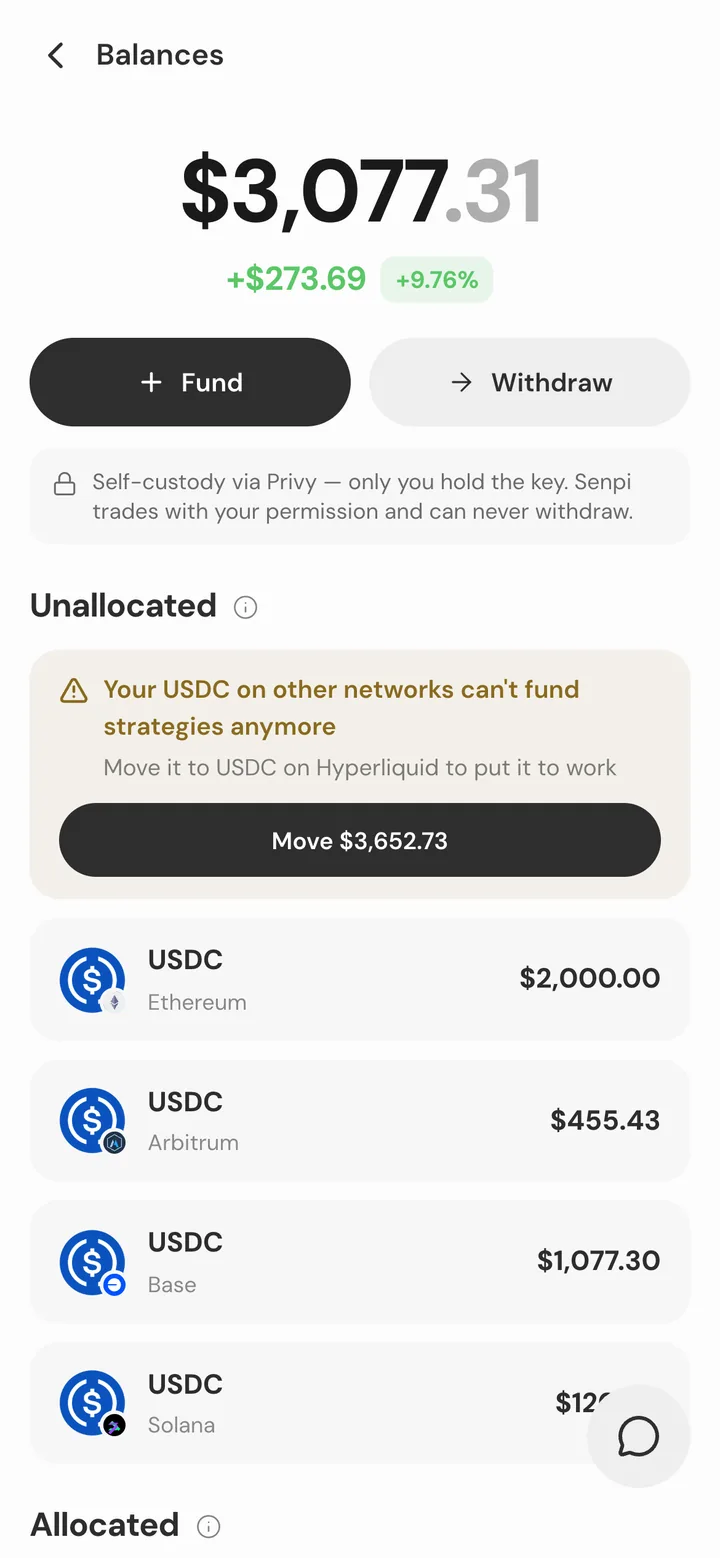 Balances
$3,077.31
+$273.69 +9.76%
Fund
Withdraw
Self-custody via Privy — only you hold the key. Senpi
trades with your permission and can never withdraw.
Unallocated
Your USDC on other networks can't fund
strategies anymore
Move it to USDC on Hyperliquid to put it to work
Move $3,652.73
USDC
Ethereum
$2,000.00
USDC
Arbitrum
$455.43
USDC
Base
$1,077.30
USDC
Solana
Allocated